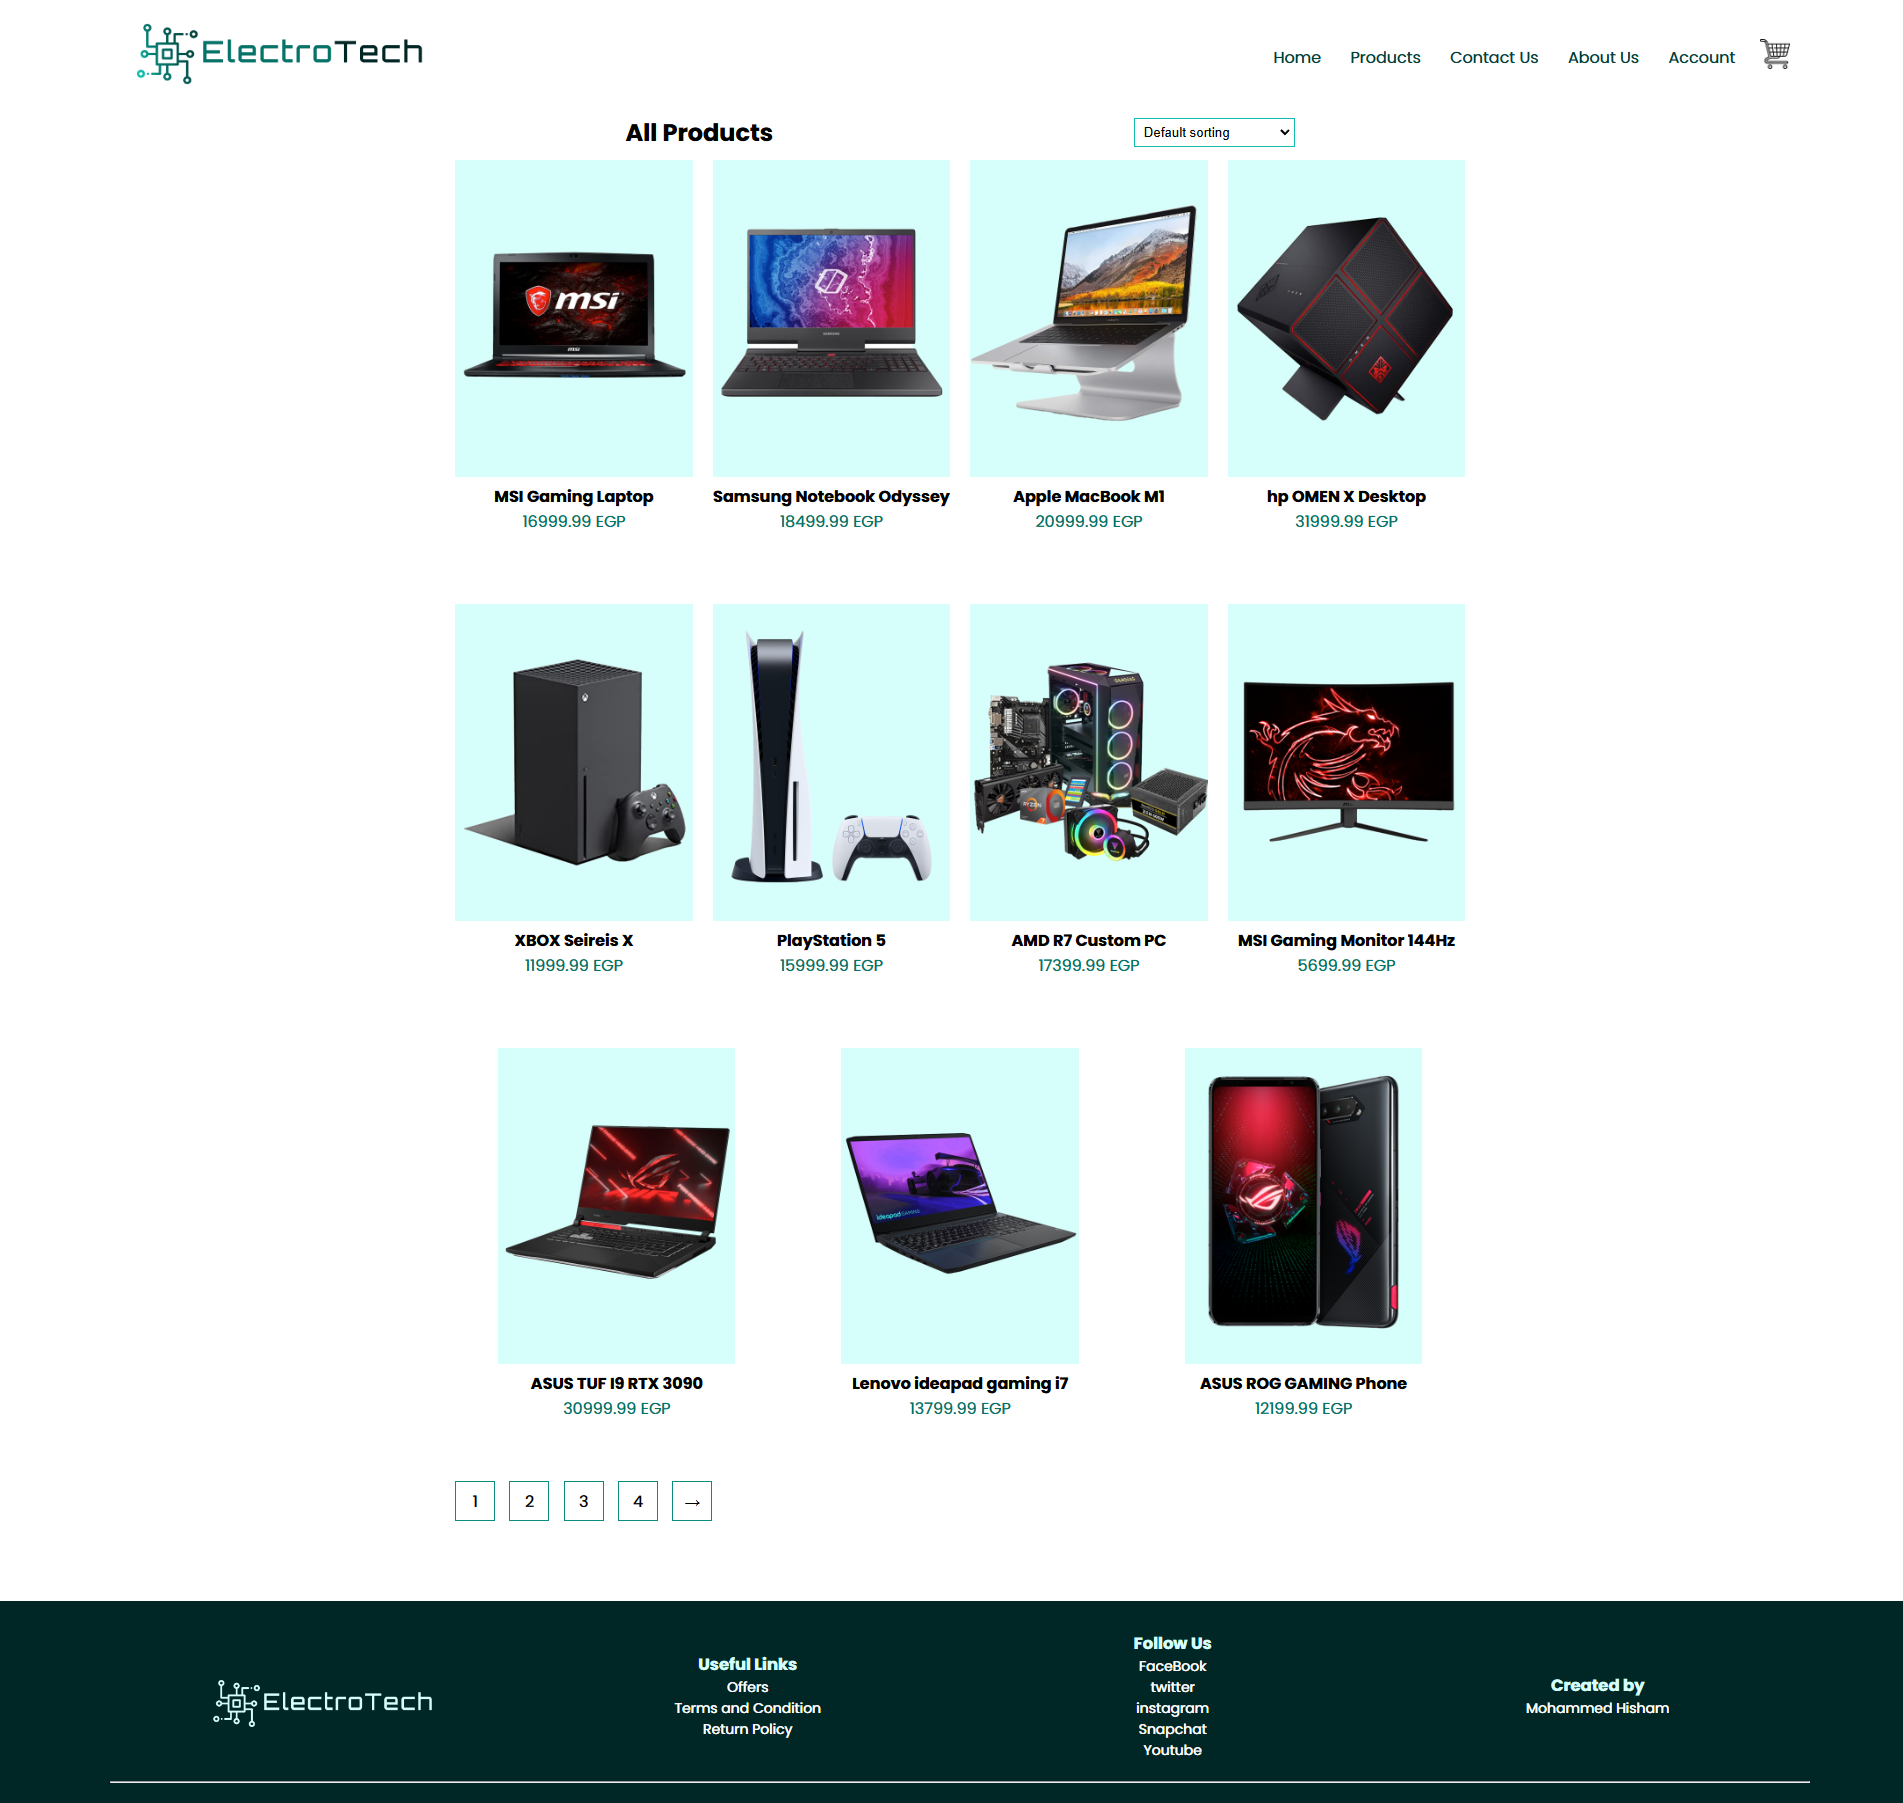 ElectroTech
Home Products Contact Us About Us Account
All Products
Default sorting
msi
msi
SAMSUNG
MSI Gaming Laptop
16999.99 EGP
Samsung Notebook Odyssey
18499.99 EGP
Apple MacBook M1
20999.99 EGP
hp OMEN X Desktop
31999.99 EGP
RYZEN
XBOX Seireis X
11999.99 EGP
PlayStation 5
15999.99 EGP
AMD R7 Custom PC
17399.99 EGP
MSI Gaming Monitor 144Hz
5699.99 EGP
ideapad GAMING
ASUS TUF I9 RTX 3090
30999.99 EGP
Lenovo ideapad gaming i7
13799.99 EGP
ASUS ROG GAMING Phone
12199.99 EGP
1 2 3 4 →
ElectroTech
Useful Links
Offers
Terms and Condition
Return Policy
Follow Us
FaceBook
twitter
instagram
Snapchat
Youtube
Created by
Mohammed Hisham